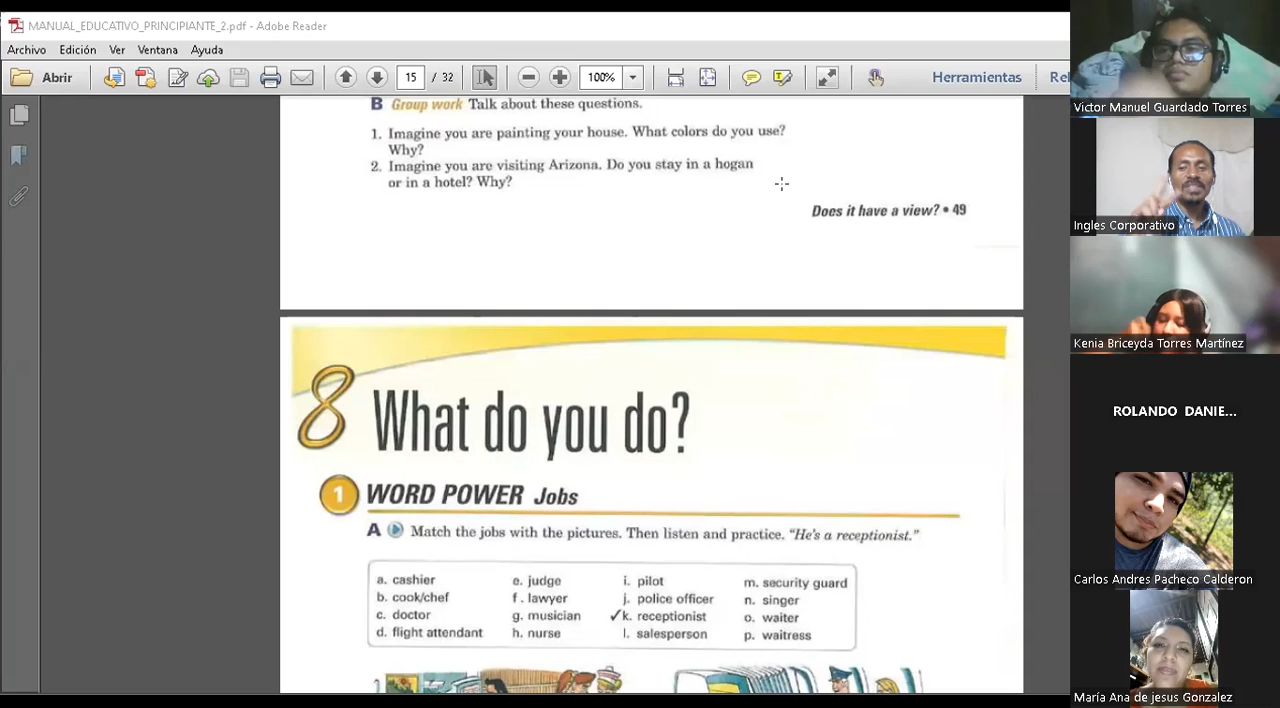 MANUAL_EDUCATIVO_PRINCIPIANTE_2.pdf - Adobe Reader
Archivo Edición Ver Ventana Ayuda
Abrir 15 / 32 100% Herramientas Rel
B Group work Talk about these questions.
1. Imagine you are painting your house. What colors do you use?
Why?
2. Imagine you are visiting Arizona. Do you stay in a hogan
or in a hotel? Why?
Does it have a view? • 49
8 What do you do?
1 WORD POWER Jobs
A Match the jobs with the pictures. Then listen and practice. "He's a receptionist."
a. cashier
b. cook/chef
c. doctor
d. flight attendant
e. judge
f. lawyer
g. musician
h. nurse
i. pilot
j. police officer
✓k. receptionist
l. salesperson
m. security guard
n. singer
o. waiter
p. waitress
1
Victor Manuel Guardado Torres
Ingles Corporativo
Kenia Briceyda Torres Martínez
ROLANDO DANIE...
Carlos Andres Pacheco Calderon
María Ana de jesus Gonzalez